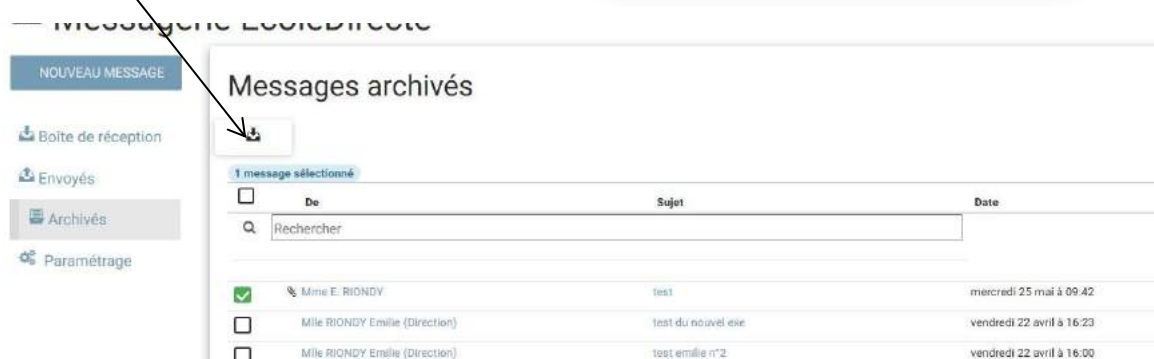 Messagerie EcoleDirecte
NOUVEAU MESSAGE
Messages archivés
Boîte de réception
Envoyés
Archivés
Paramétrage
1 message sélectionné
De Sujet Date
Rechercher
Mme E. RIONDY test mercredi 25 mai à 09:42
Mlle RIONDY Emilie (Direction) test du nouvel exe vendredi 22 avril à 16:23
Mlle RIONDY Emilie (Direction) test emilie n°2 vendredi 22 avril à 16:00